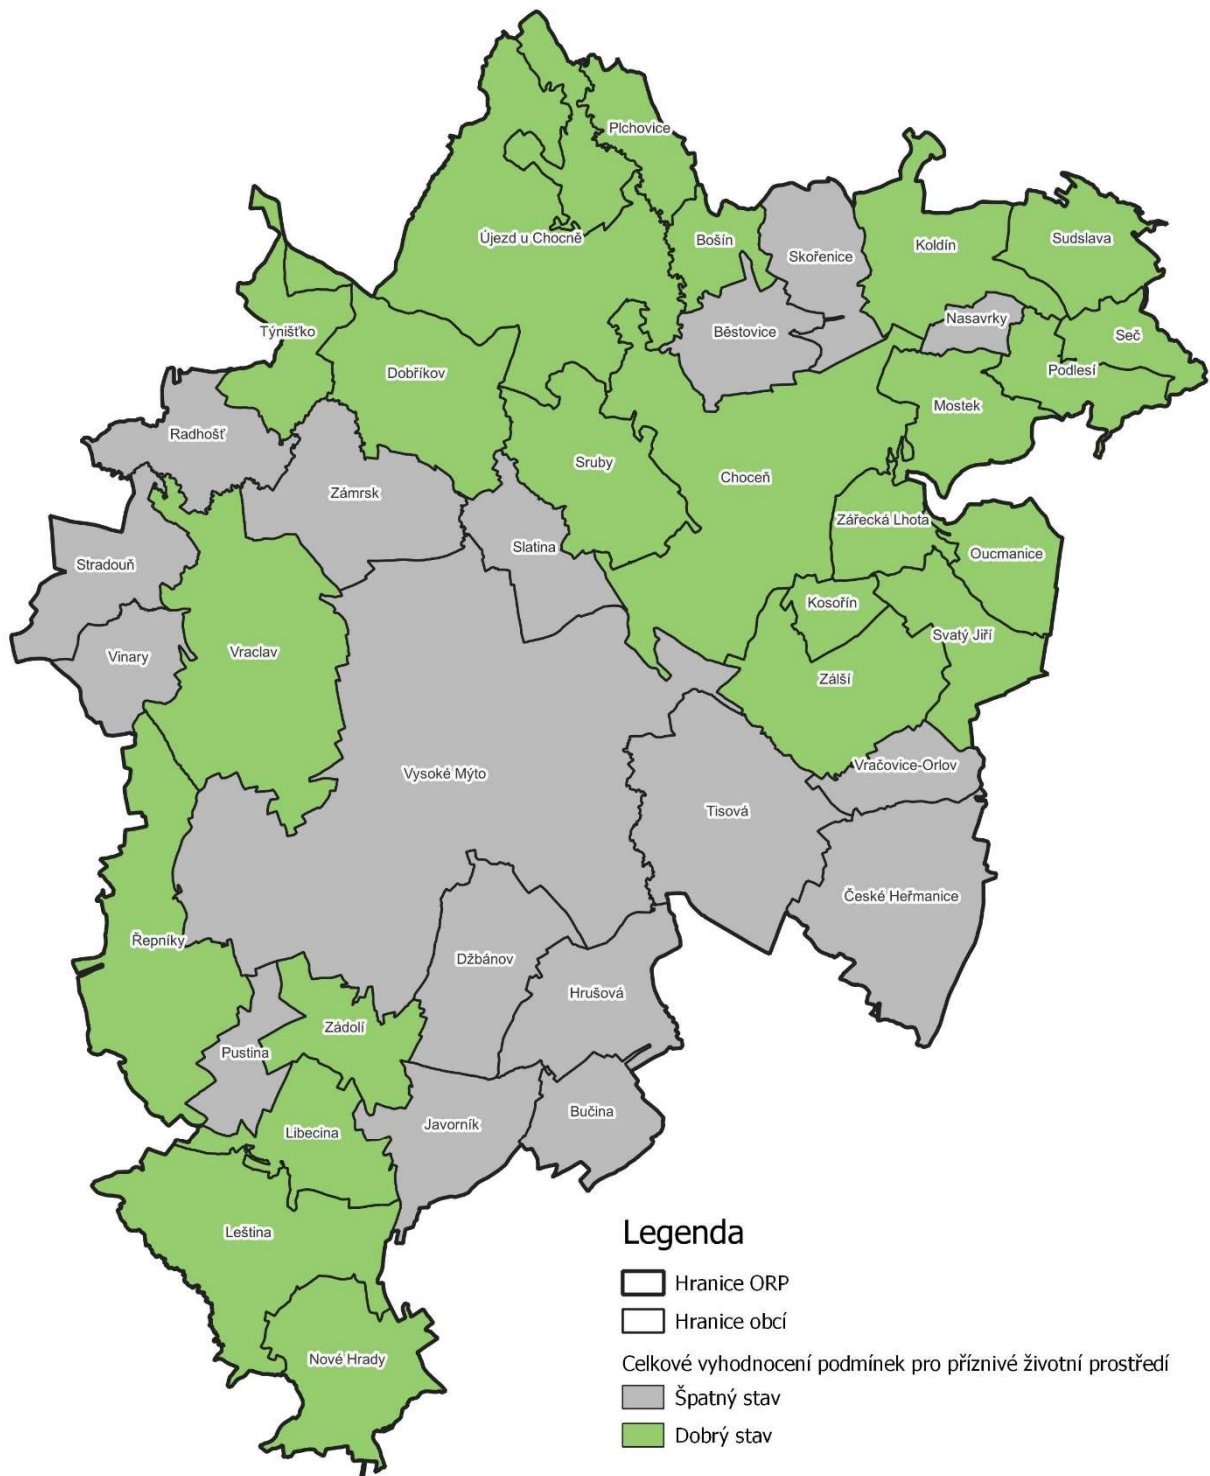 Plchovice
Újezd u Chocně
Bošín
Skořenice
Koldín
Sudslava
Nasavrky
Seč
Týnišťko
Běstovice
Dobříkov
Podlesí
Mostek
Radhošť
Sruby
Choceň
Zámrsk
Zářecká Lhota
Slatina
Oucmanice
Stradouň
Kosořín
Svatý Jiří
Vraclav
Vinary
Zálší
Vysoké Mýto
Vračovice-Orlov
Tisová
České Heřmanice
Řepníky
Džbánov
Hrušová
Zádolí
Pustina
Bučina
Javorník
Libecina
Leština
Nové Hrady
Legenda
Hranice ORP
Hranice obcí
Celkové vyhodnocení podmínek pro příznivé životní prostředí
Špatný stav
Dobrý stav